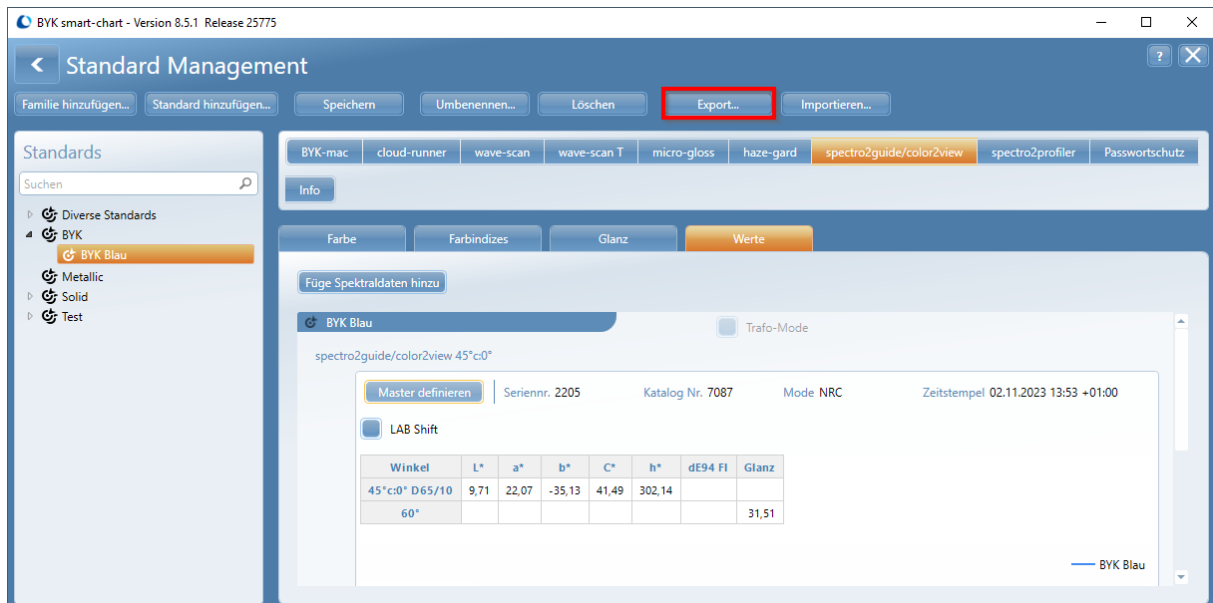 BYK smart-chart - Version 8.5.1 Release 25775
Standard Management
?
Familie hinzufügen... Standard hinzufügen... Speichern Umbenennen... Löschen Export... Importieren...
Standards
Suchen
Diverse Standards
BYK
BYK Blau
Metallic
Solid
Test
BYK-mac cloud-runner wave-scan wave-scan T micro-gloss haze-gard spectro2guide/color2view spectro2profiler Passwortschutz
Info
Farbe Farbindizes Glanz Werte
Füge Spektraldaten hinzu
BYK Blau Trafo-Mode
spectro2guide/color2view 45°c:0°
Master definieren Seriennr. 2205 Katalog Nr. 7087 Mode NRC Zeitstempel 02.11.2023 13:53 +01:00
LAB Shift
Winkel L* a* b* C* h* dE94 Fl Glanz
45°c:0° D65/10 9,71 22,07 -35,13 41,49 302,14
60° 31,51
BYK Blau